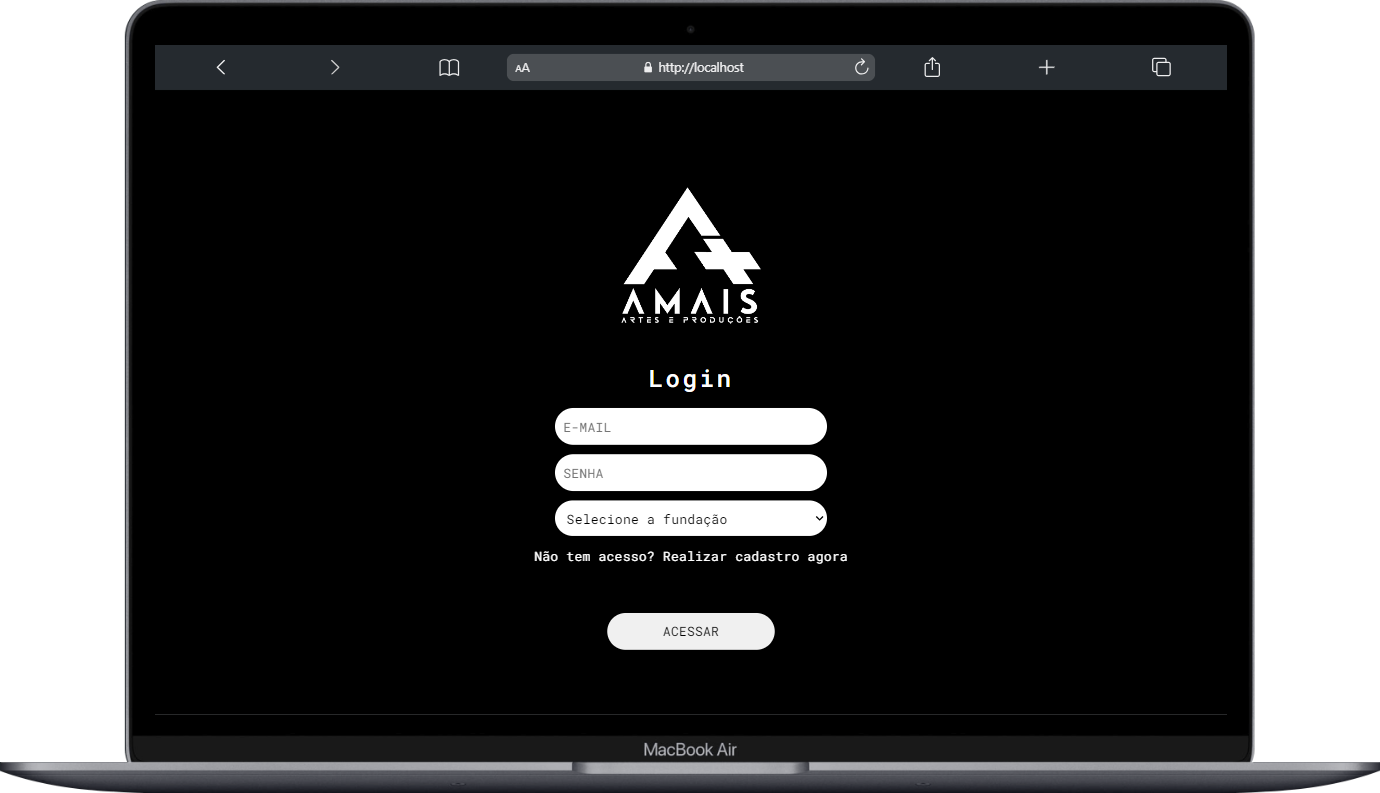 AA
http://localhost
AMAIS
ARTES E PRODUÇÕES
Login
E-MAIL
SENHA
Selecione a fundação
Não tem acesso? Realizar cadastro agora
ACESSAR
MacBook Air